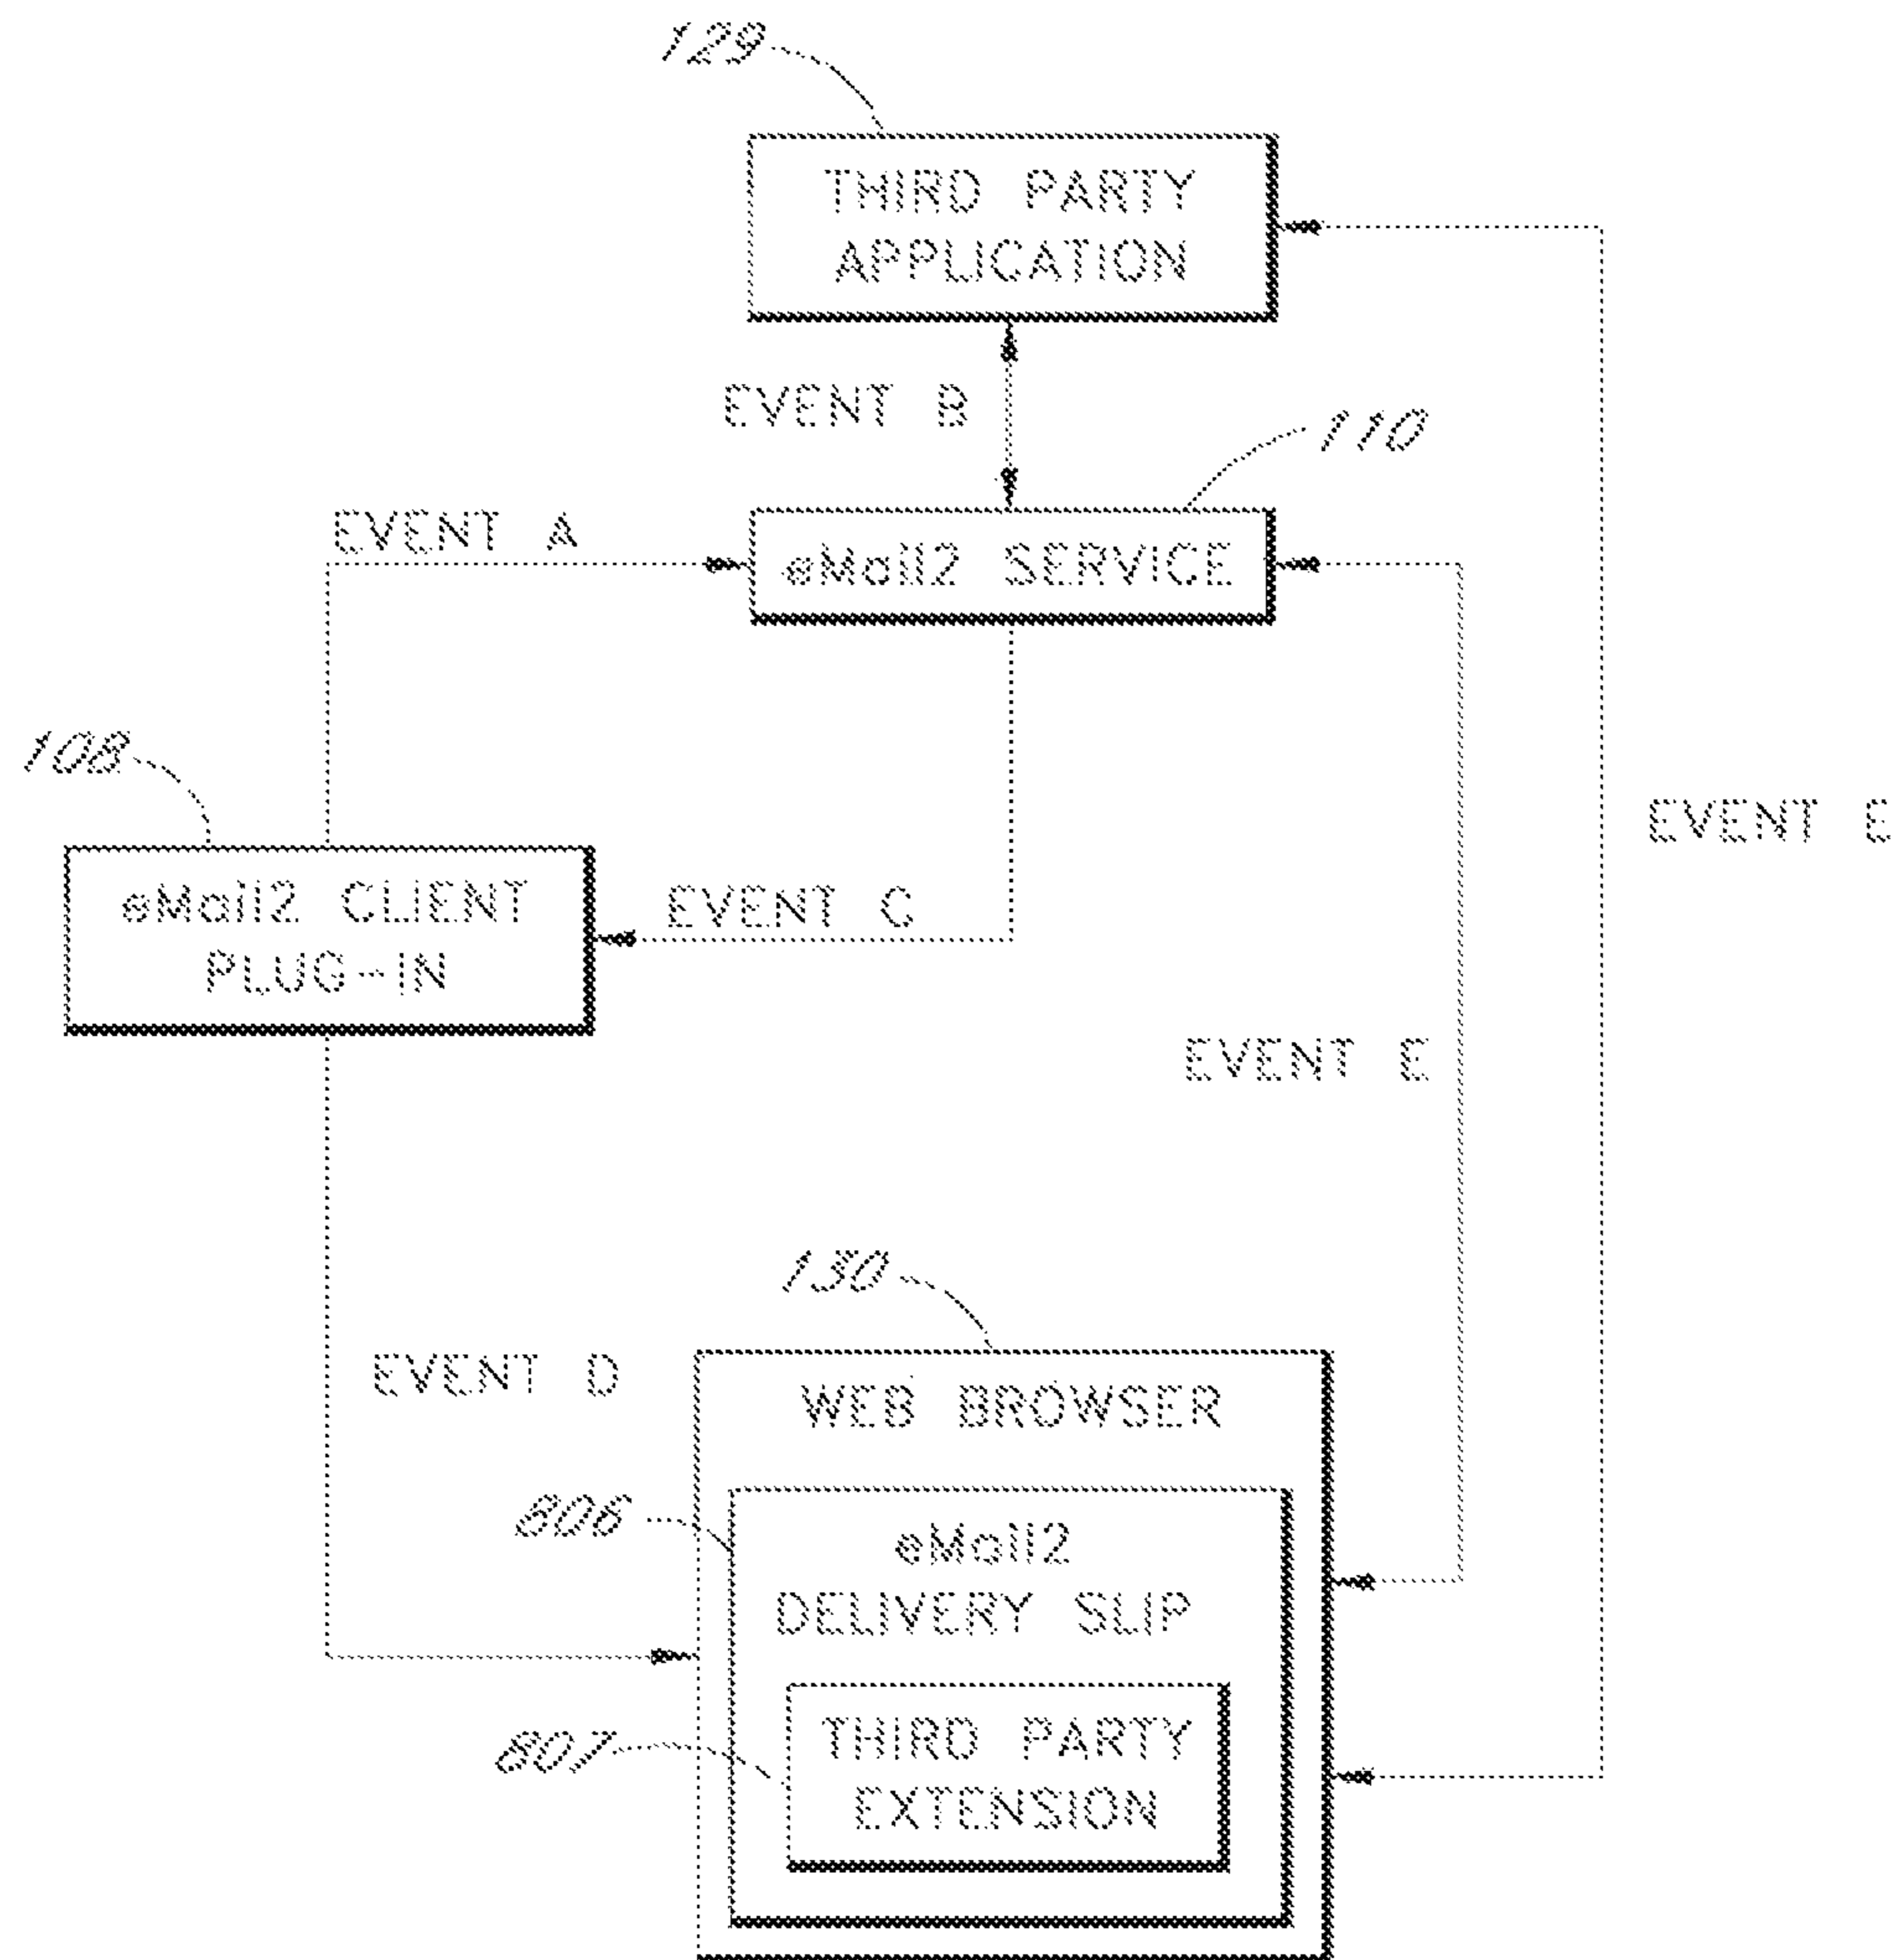 129
THIRD PARTY
APPLICATION
EVENT B
110
EVENT A
eMail2 SERVICE
108
EVENT E
eMail2 CLIENT
PLUG-IN
EVENT C
EVENT E
130
EVENT D
WEB BROWSER
806
eMail2
DELIVERY SLIP
807
THIRD PARTY
EXTENSION